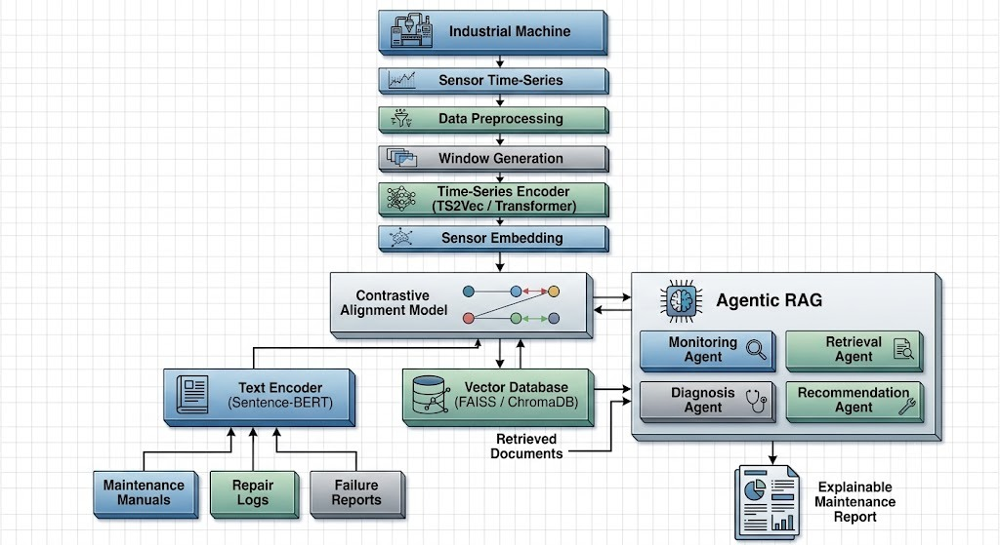 Industrial Machine
Sensor Time-Series
Data Preprocessing
Window Generation
Time-Series Encoder
(TS2Vec / Transformer)
Sensor Embedding
Contrastive
Alignment Model
Agentic RAG
Monitoring
Agent
Retrieval
Agent
Diagnosis
Agent
Recommendation
Agent
Text Encoder
(Sentence-BERT)
Vector Database
(FAISS / ChromaDB)
Retrieved
Documents
Maintenance
Manuals
Repair
Logs
Failure
Reports
Explainable
Maintenance
Report